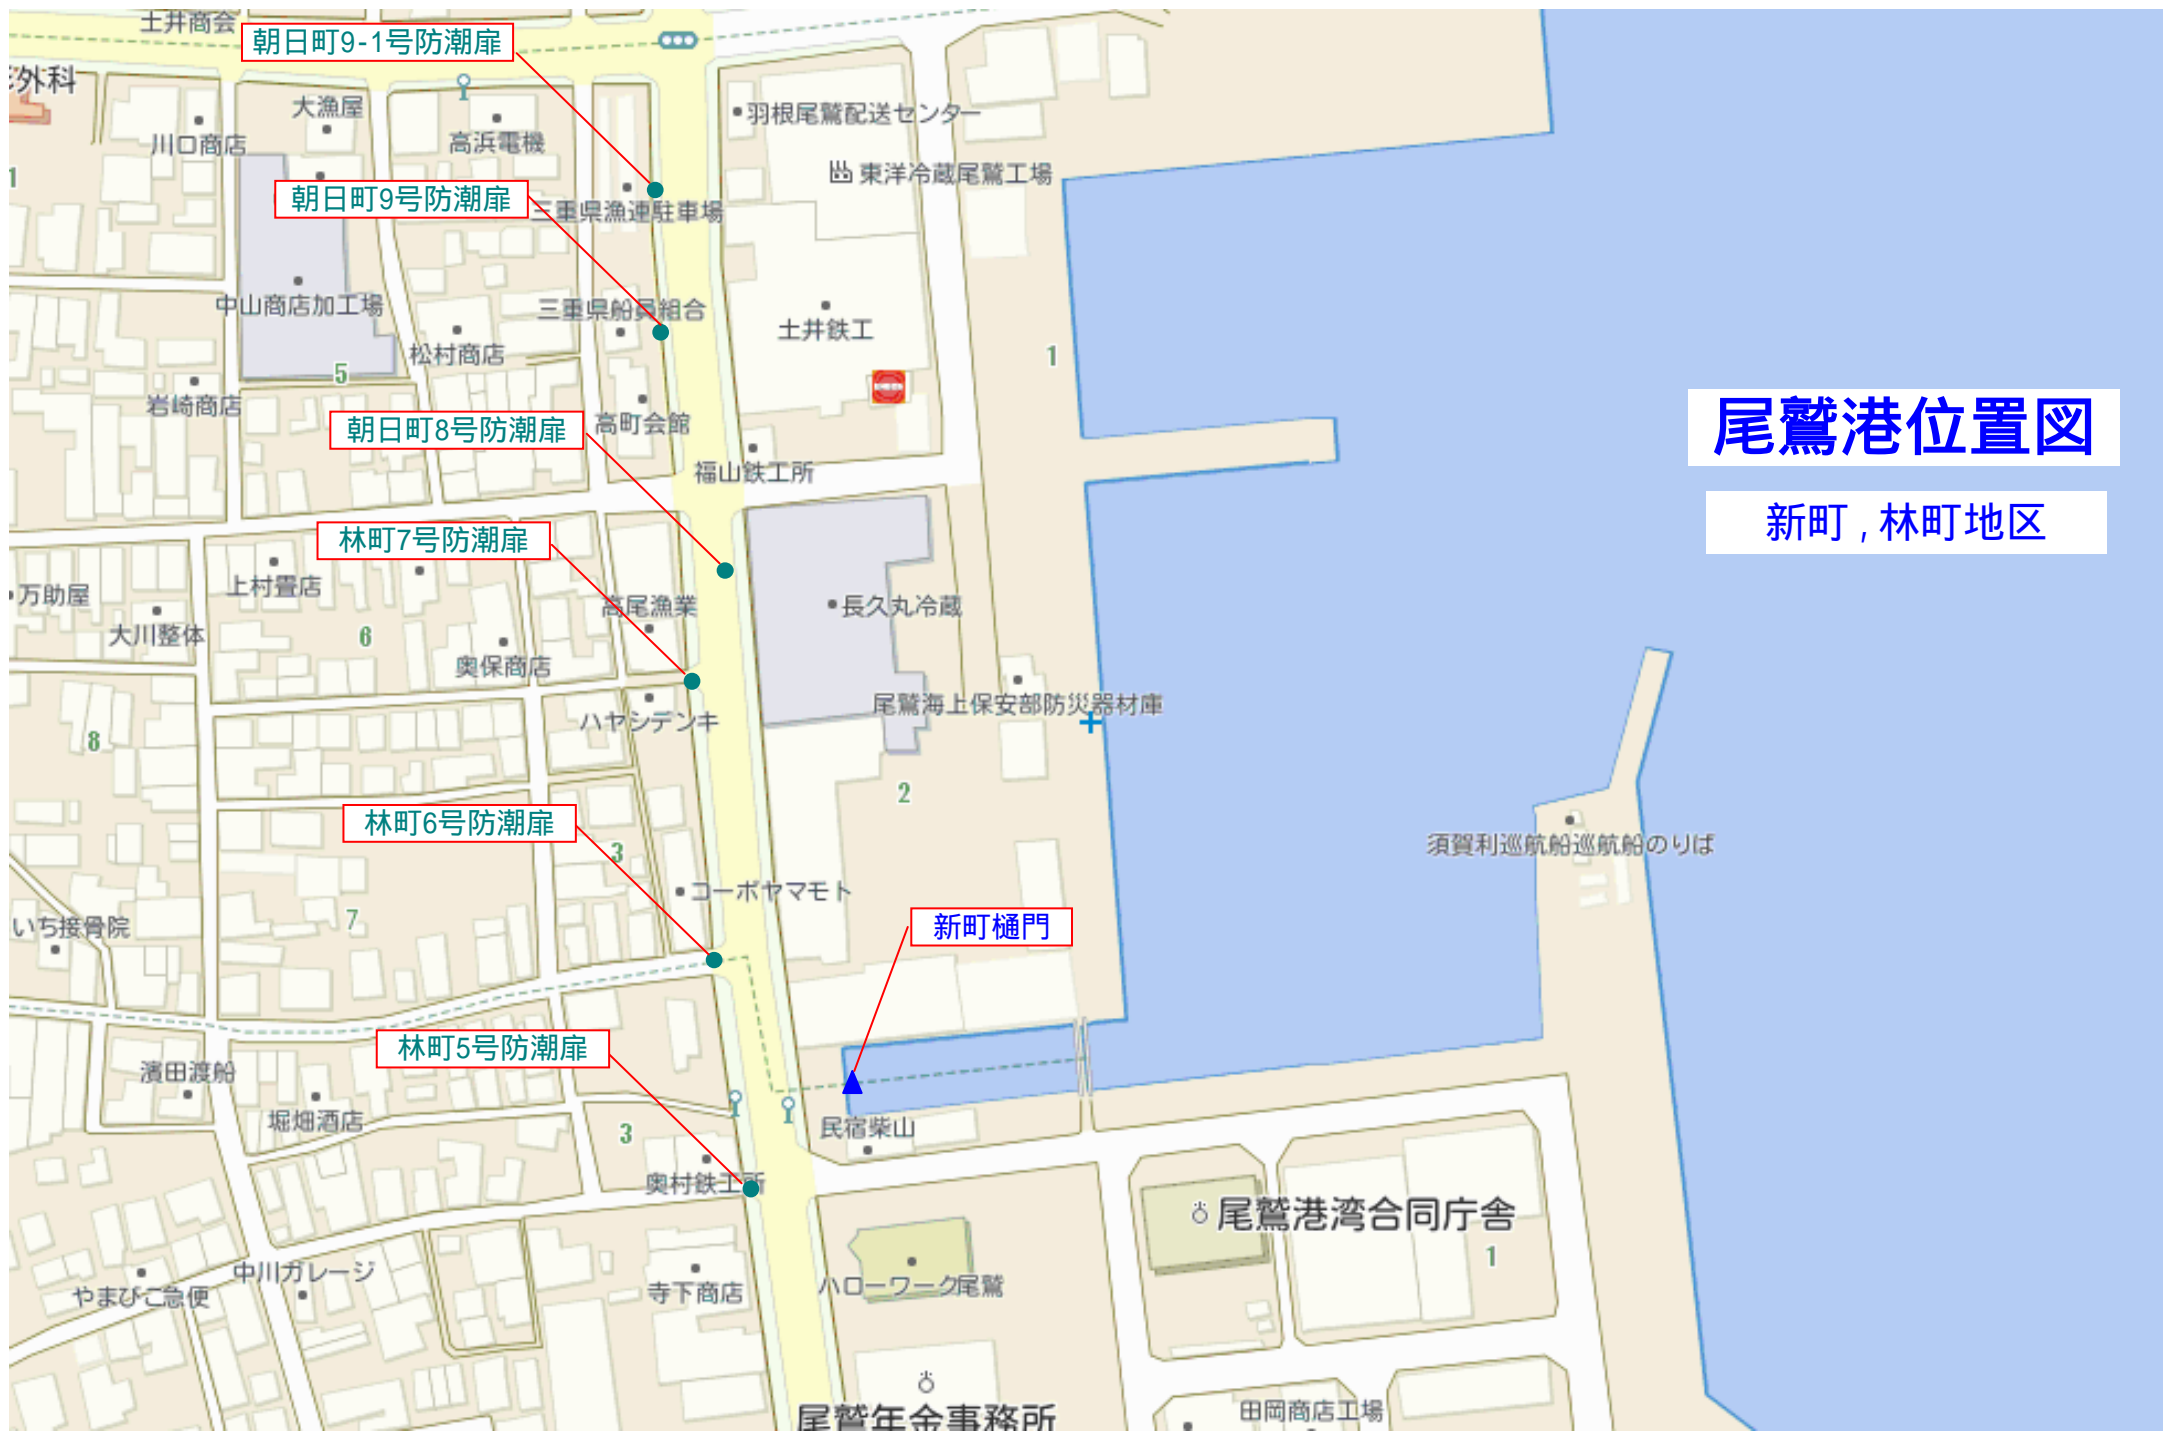 土井商会
朝日町9-1号防潮扉
外科
大漁屋
川口商店
高浜電機
羽根尾鷲配送センター
東洋冷蔵尾鷲工場
1
朝日町9号防潮扉
三重県漁連駐車場
中山商店加工場
三重県船員組合
土井鉄工
松村商店
1
5
岩崎商店
高町会館
朝日町8号防潮扉
尾鷲港位置図
福山鉄工所
新町，林町地区
林町7号防潮扉
上村畳店
万助屋
高尾漁業
長久丸冷蔵
大川整体
6
奥保商店
尾鷲海上保安部防災器材庫
ハヤシデンキ
8
2
林町6号防潮扉
須賀利巡航船巡航船のりば
3
コーポヤマモト
7
いち接骨院
新町樋門
林町5号防潮扉
濱田渡船
堀畑酒店
民宿柴山
3
奥村鉄工所
尾鷲港湾合同庁舎
1
中川ガレージ
やまびこ急便
寺下商店
ハローワーク尾鷲
田岡商店工場
尾鷲年金事務所